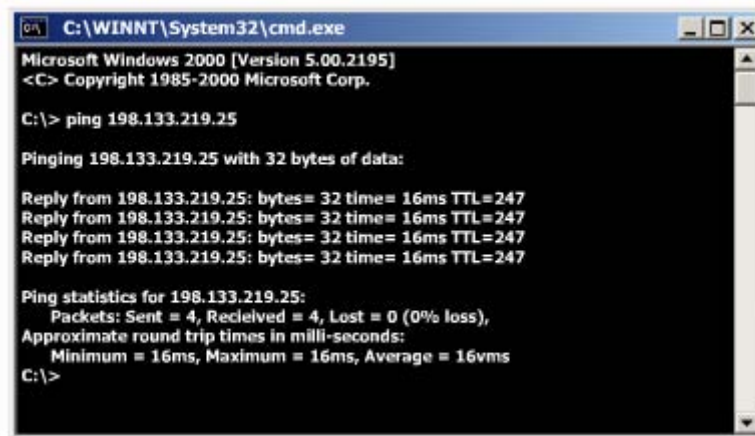 C:\WINNT\System32\cmd.exe
Microsoft Windows 2000 [Version 5.00.2195]
<C> Copyright 1985-2000 Microsoft Corp.
C:\> ping 198.133.219.25
Pinging 198.133.219.25 with 32 bytes of data:
Reply from 198.133.219.25: bytes= 32 time= 16ms TTL=247
Reply from 198.133.219.25: bytes= 32 time= 16ms TTL=247
Reply from 198.133.219.25: bytes= 32 time= 16ms TTL=247
Reply from 198.133.219.25: bytes= 32 time= 16ms TTL=247
Ping statistics for 198.133.219.25:
Packets: Sent = 4, Recieived = 4, Lost = 0 (0% loss),
Approximate round trip times in milli-seconds:
Minimum = 16ms, Maximum = 16ms, Average = 16vms
C:\>